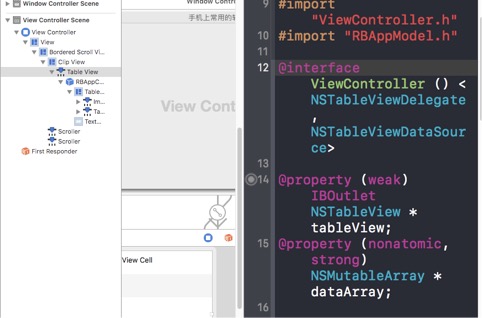 Window Controller Scene
View Controller Scene
View Controller
View
Bordered Scroll Vi...
Clip View
Table View
RBAppC...
Table...
Im...
Ta...
Text...
Scroller
Scroller
First Responder
Window Controller
手机上常用的
View Cont
View Cell
9 #import
"ViewController.h"
10 #import "RBAppModel.h"
11
12 @interface
ViewController () <
NSTableViewDelegate
,
NSTableViewDataSour
ce>
13
14 @property (weak)
IBOutlet
NSTableView *
tableView;
15 @property (nonatomic,
strong)
NSMutableArray *
dataArray;
16